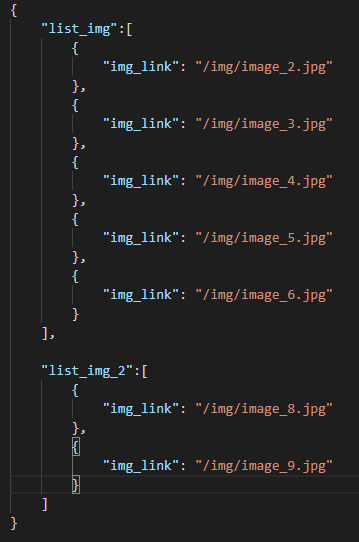 {
    "list_img":[
        {
            "img_link": "/img/image_2.jpg"
        },
        {
            "img_link": "/img/image_3.jpg"
        },
        {
            "img_link": "/img/image_4.jpg"
        },
        {
            "img_link": "/img/image_5.jpg"
        },
        {
            "img_link": "/img/image_6.jpg"
        }
    ],

    "list_img_2":[
        {
            "img_link": "/img/image_8.jpg"
        },
        {
            "img_link": "/img/image_9.jpg"
        }
    ]
}